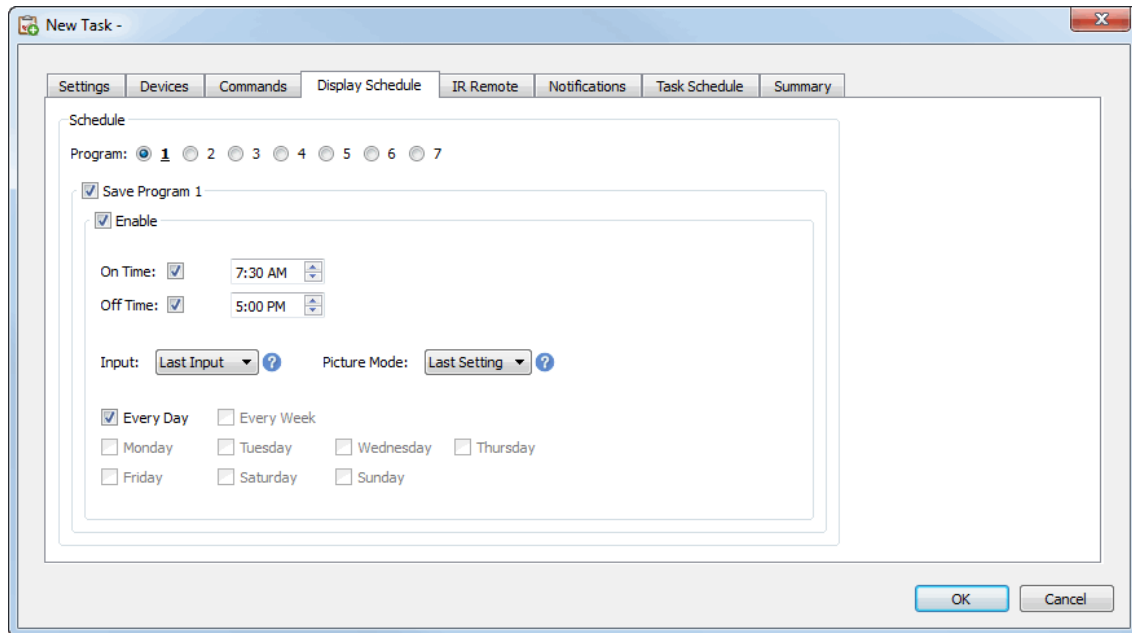 New Task -
Settings Devices Commands Display Schedule IR Remote Notifications Task Schedule Summary
Schedule
Program: 1 2 3 4 5 6 7
Save Program 1
Enable
On Time: 7:30 AM
Off Time: 5:00 PM
Input: Last Input ? Picture Mode: Last Setting ?
Every Day Every Week
Monday Tuesday Wednesday Thursday
Friday Saturday Sunday
OK Cancel